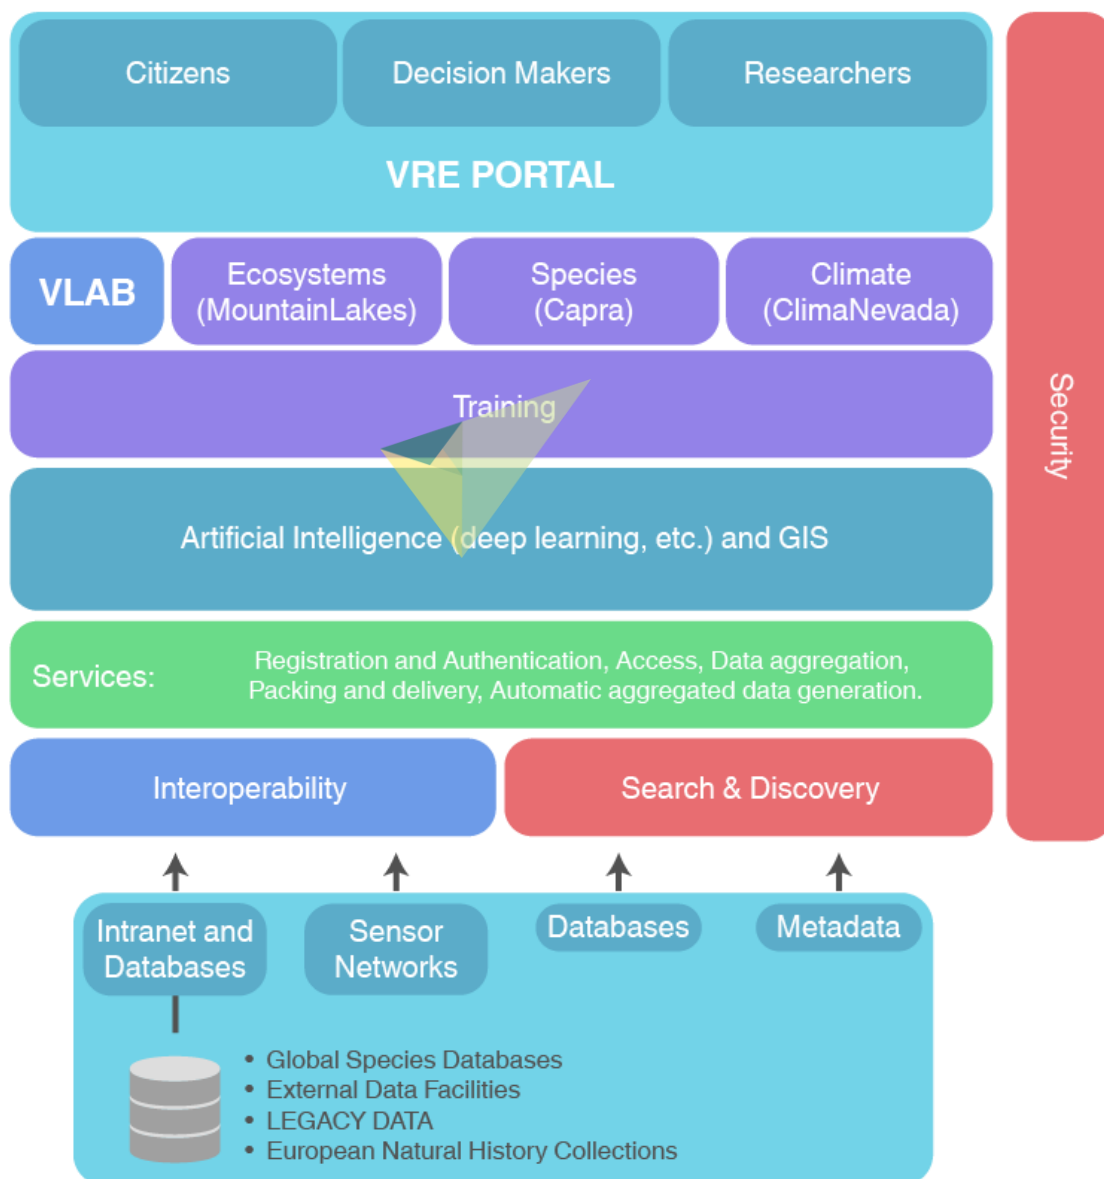 Citizens
Decision Makers
Researchers
VRE PORTAL
VLAB
Ecosystems
(MountainLakes)
Species
(Capra)
Climate
(ClimaNevada)
Training
Artificial Intelligence (deep learning, etc.) and GIS
Services:
Registration and Authentication, Access, Data aggregation,
Packing and delivery, Automatic aggregated data generation.
Interoperability
Search & Discovery
Security
Intranet and
Databases
Sensor
Networks
Databases
Metadata
• Global Species Databases
• External Data Facilities
• LEGACY DATA
• European Natural History Collections